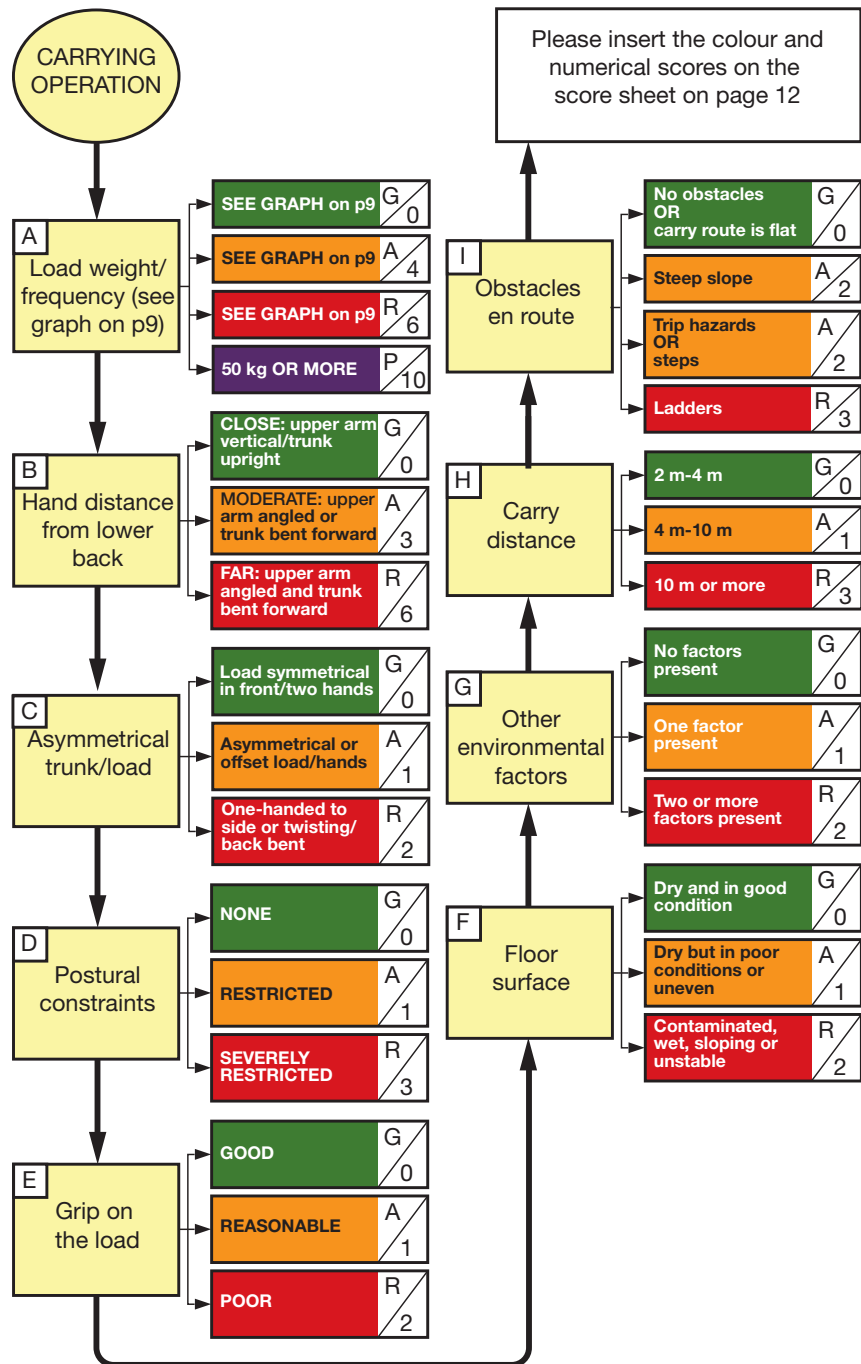 CARRYING
OPERATION
A
Load weight/
frequency (see
graph on p9)
SEE GRAPH on p9
G
0
SEE GRAPH on p9
A
4
SEE GRAPH on p9
R
6
50 kg OR MORE
P
10
B
Hand distance
from lower
back
CLOSE: upper arm
vertical/trunk
upright
G
0
MODERATE: upper
arm angled or
trunk bent forward
A
3
FAR: upper arm
angled and trunk
bent forward
R
6
C
Asymmetrical
trunk/load
Load symmetrical
in front/two hands
G
0
Asymmetrical or
offset load/hands
A
1
One-handed to
side or twisting/
back bent
R
2
D
Postural
constraints
NONE
G
0
RESTRICTED
A
1
SEVERELY
RESTRICTED
R
3
E
Grip on
the load
GOOD
G
0
REASONABLE
A
1
POOR
R
2
F
Floor
surface
Dry and in good
condition
G
0
Dry but in poor
conditions or
uneven
A
1
Contaminated,
wet, sloping or
unstable
R
2
G
Other
environmental
factors
No factors
present
G
0
One factor
present
A
1
Two or more
factors present
R
2
H
Carry
distance
2 m-4 m
G
0
4 m-10 m
A
1
10 m or more
R
3
I
Obstacles
en route
No obstacles
OR
carry route is flat
G
0
Steep slope
A
2
Trip hazards
OR
steps
A
2
Ladders
R
3
Please insert the colour and
numerical scores on the
score sheet on page 12